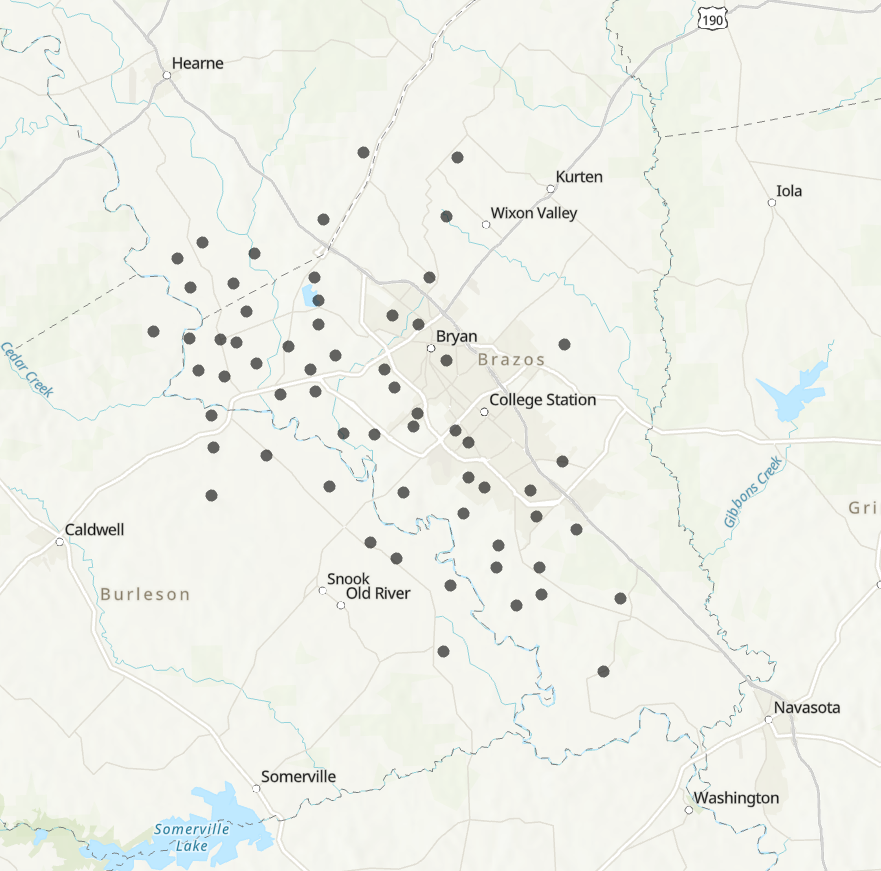 190
Hearne
Kurten
Iola
Wixon Valley
Bryan
Brazos
Cedar Creek
College Station
Gibbons Creek
Gri
Caldwell
Snook
Burleson
Old River
Navasota
Somerville
Washington
Somerville
Lake